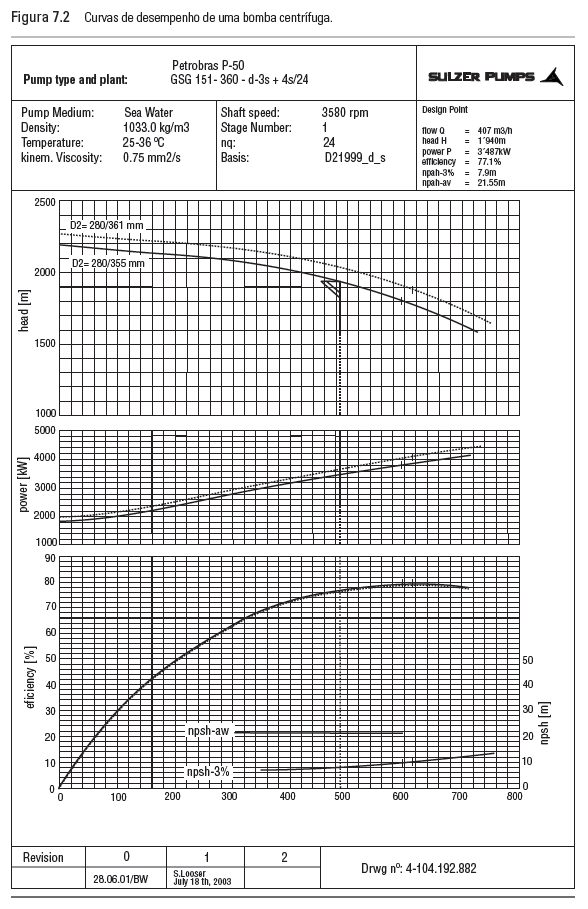 Figura 7.2 Curvas de desempenho de uma bomba centrífuga.
Petrobras P-50
Pump type and plant: GSG 151- 360 - d-3s + 4s/24
SULZER PUMPS
Pump Medium: Sea Water
Density: 1033.0 kg/m3
Temperature: 25-36 ºC
kinem. Viscosity: 0.75 mm2/s
Shaft speed: 3580 rpm
Stage Number: 1
nq: 24
Basis: D21999_d_s
Design Point
flow Q = 407 m3/h
head H = 1´940m
power P = 3´487kW
efficiency = 77.1%
npah-3% = 7.9m
npah-av = 21.55m
2500
D2= 280/361 mm
D2= 280/355 mm
2000
head [m]
1500
1000
5000
4000
power [kW]
3000
2000
1000
90
80
70
60
50
40
30
20
10
0
eficiency [%]
50
40
30
20
10
0
npsh [m]
npsh-aw
npsh-3%
0 100 200 300 400 500 600 700 800
Revision 0 1 2
28.06.01/BW
S.Looser
July 18 th, 2003
Drwg nº: 4-104.192.882